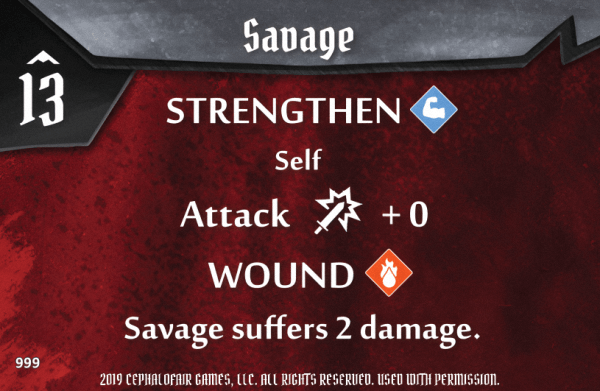 Savage
13
STRENGTHEN
Self
Attack + 0
WOUND
Savage suffers 2 damage.
999
2019 CEPHALOFAIR GAMES, LLC. ALL RIGHTS RESERVED. USED WITH PERMISSION.